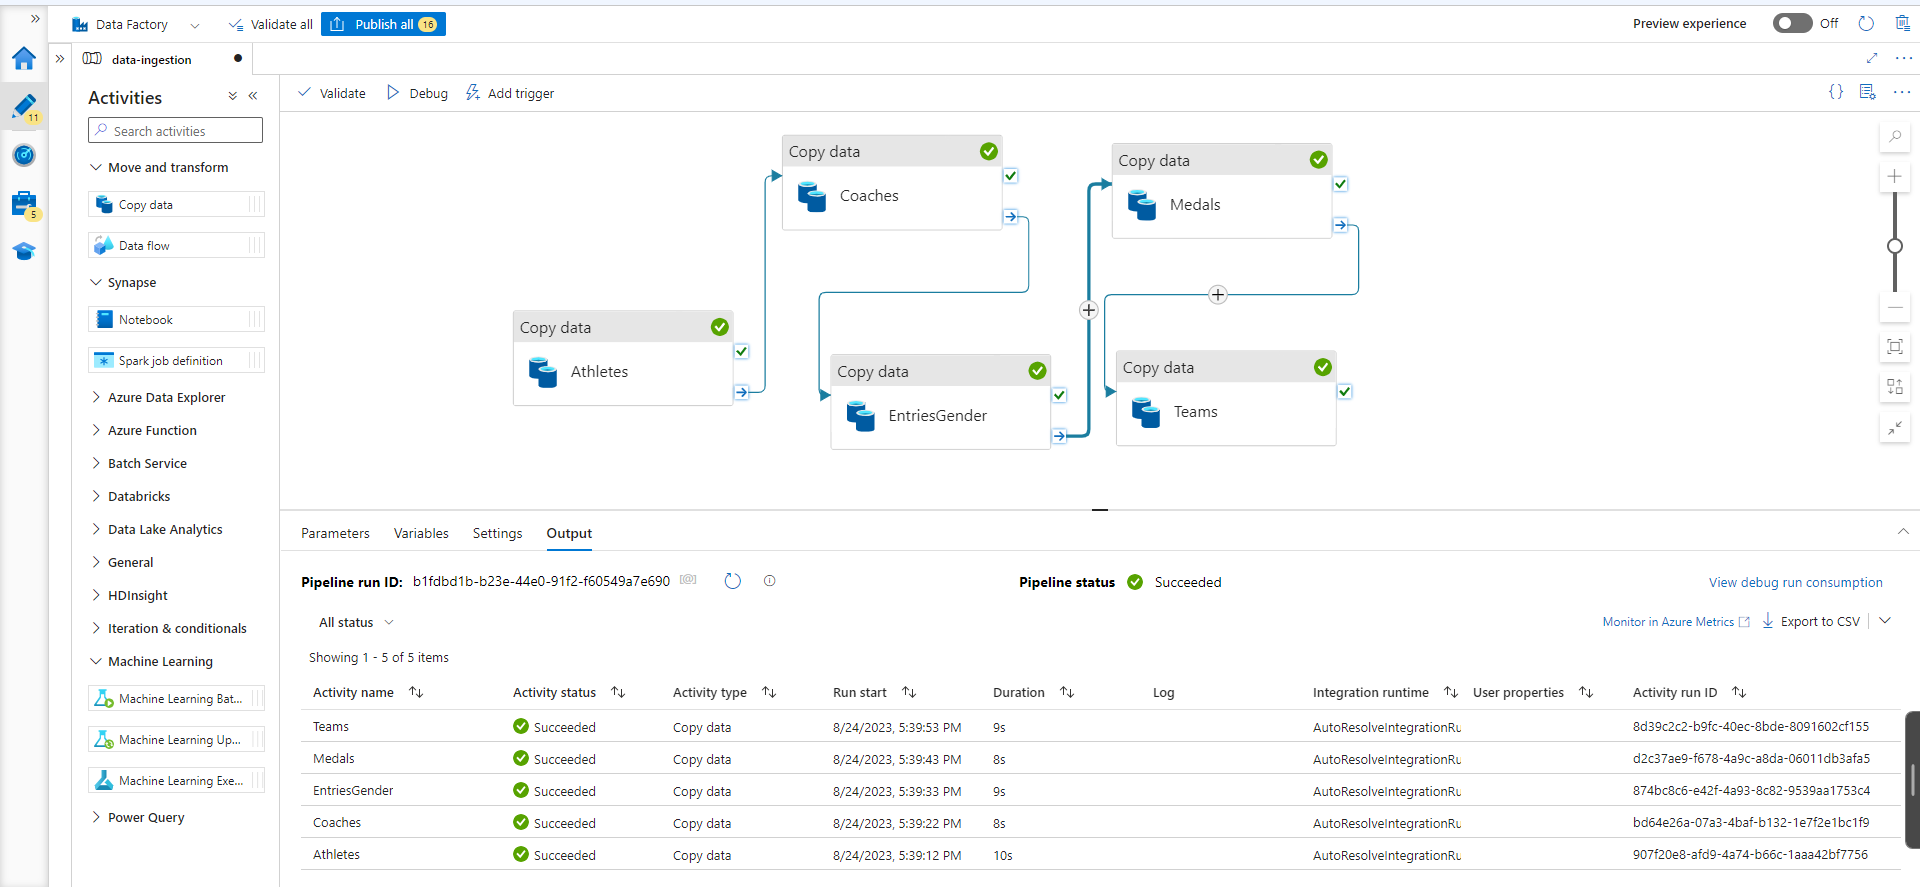 Data Factory
Validate all
Publish all 16
Preview experience
Off
data-ingestion
11
5
Activities
Search activities
Move and transform
Copy data
Data flow
Synapse
Notebook
Spark job definition
Azure Data Explorer
Azure Function
Batch Service
Databricks
Data Lake Analytics
General
HDInsight
Iteration & conditionals
Machine Learning
Machine Learning Bat...
Machine Learning Up...
Machine Learning Exe...
Power Query
Validate
Debug
Add trigger
Copy data
Coaches
Copy data
Medals
Copy data
Athletes
Copy data
EntriesGender
Copy data
Teams
Parameters Variables Settings Output
Pipeline run ID: b1fdbd1b-b23e-44e0-91f2-f60549a7e690
Pipeline status Succeeded
View debug run consumption
All status
Monitor in Azure Metrics
Export to CSV
Showing 1 - 5 of 5 items
Activity name Activity status Activity type Run start Duration Log Integration runtime User properties Activity run ID
Teams Succeeded Copy data 8/24/2023, 5:39:53 PM 9s AutoResolveIntegrationRu 8d39c2c2-b9fc-40ec-8bde-8091602cf155
Medals Succeeded Copy data 8/24/2023, 5:39:43 PM 8s AutoResolveIntegrationRu d2c37ae9-f678-4a9c-a8da-06011db3afa5
EntriesGender Succeeded Copy data 8/24/2023, 5:39:33 PM 9s AutoResolveIntegrationRu 874bc8c6-e42f-4a93-8c82-9539aa1753c4
Coaches Succeeded Copy data 8/24/2023, 5:39:22 PM 8s AutoResolveIntegrationRu bd64e26a-07a3-4baf-b132-1e7f2e1bc1f9
Athletes Succeeded Copy data 8/24/2023, 5:39:12 PM 10s AutoResolveIntegrationRu 907f20e8-afd9-4a74-b66c-1aaa42bf7756